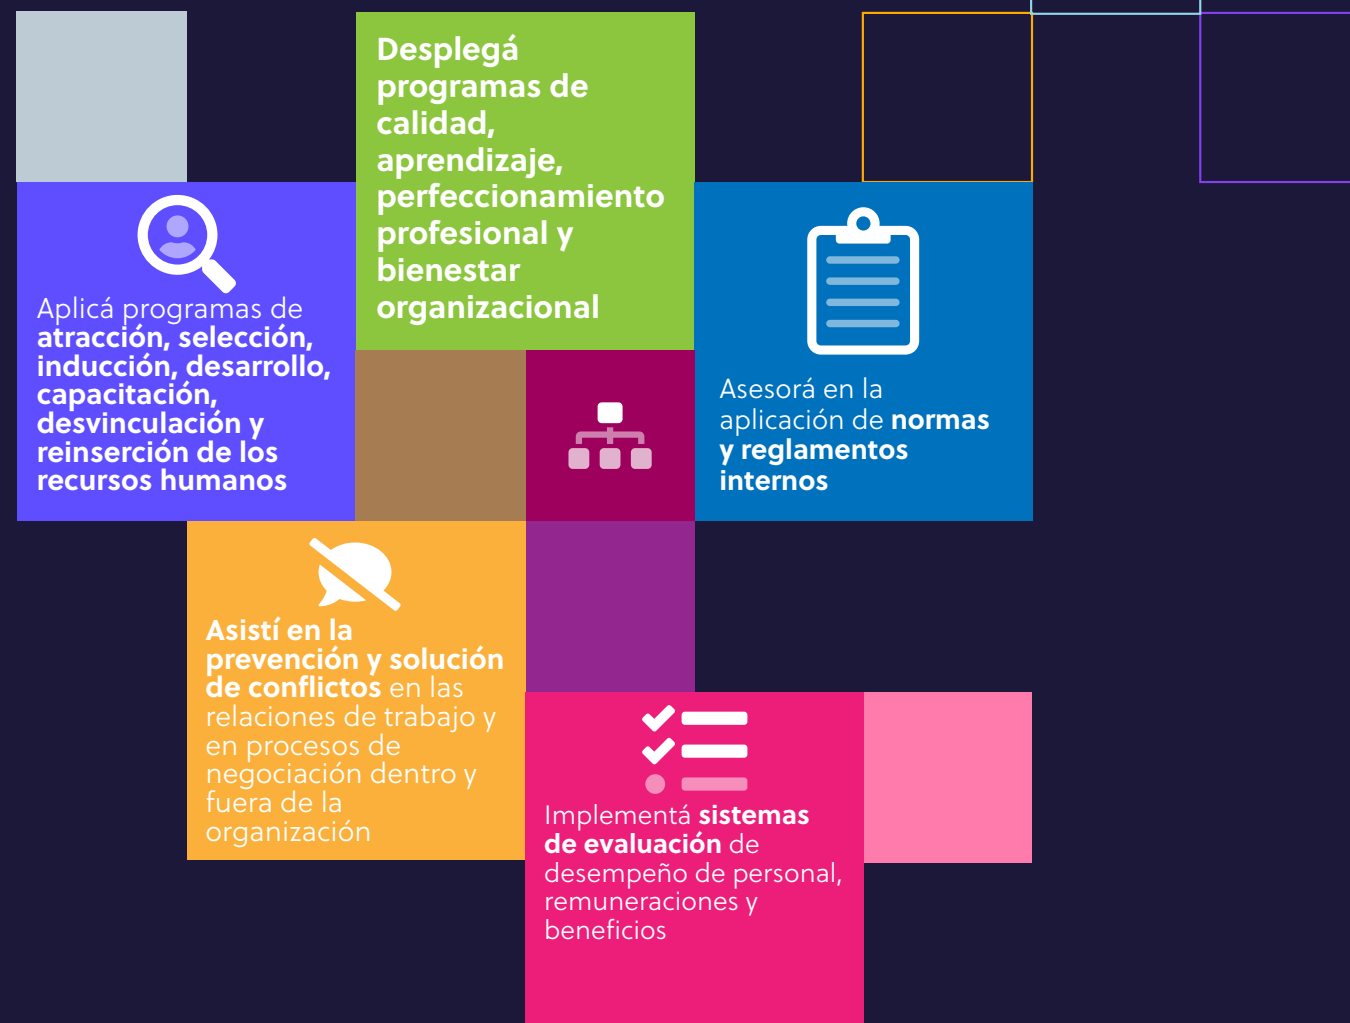 Desplegá
programas de
calidad,
aprendizaje,
perfeccionamiento
profesional y
bienestar
organizacional
Aplicá programas de
atracción, selección,
inducción, desarrollo,
capacitación,
desvinculación y
reinserción de los
recursos humanos
Asesorá en la
aplicación de normas
y reglamentos
internos
Asistí en la
prevención y solución
de conflictos en las
relaciones de trabajo y
en procesos de
negociación dentro y
fuera de la
organización
Implementá sistemas
de evaluación de
desempeño de personal,
remuneraciones y
beneficios